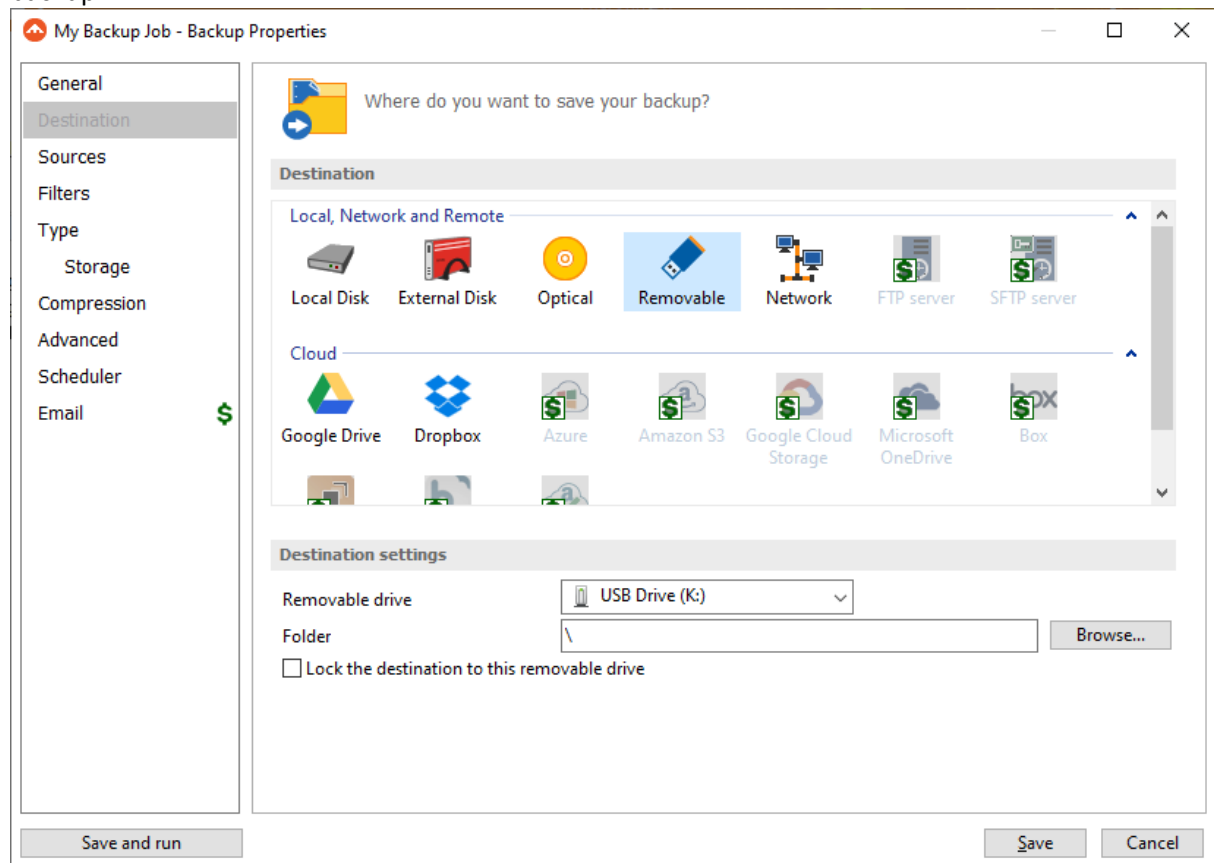 My Backup Job - Backup Properties
General
Destination
Sources
Filters
Type
Storage
Compression
Advanced
Scheduler
Email $
Where do you want to save your backup?
Destination
Local, Network and Remote
Local Disk External Disk Optical Removable Network FTP server SFTP server
Cloud
Google Drive Dropbox Azure Amazon S3 Google Cloud Storage Microsoft OneDrive Box
Destination settings
Removable drive USB Drive (K:)
Folder \ Browse...
Lock the destination to this removable drive
Save and run Save Cancel